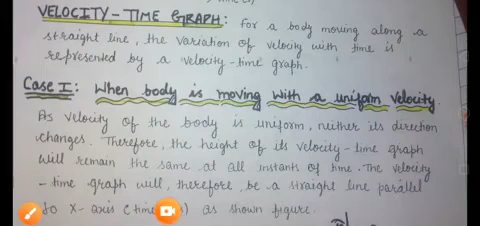 VELOCITY-TIME GRAPH: For a body moving along a
straight line, the variation of velocity with time is
represented by a velocity-time graph.
Case I: When body is moving with a uniform velocity.
As velocity of the body is uniform, neither its direction
changes. Therefore, the height of its velocity-time graph
will remain the same at all instants of time. The velocity
-time graph will, therefore, be a straight line parallel
to X-axis (time) as shown figure.